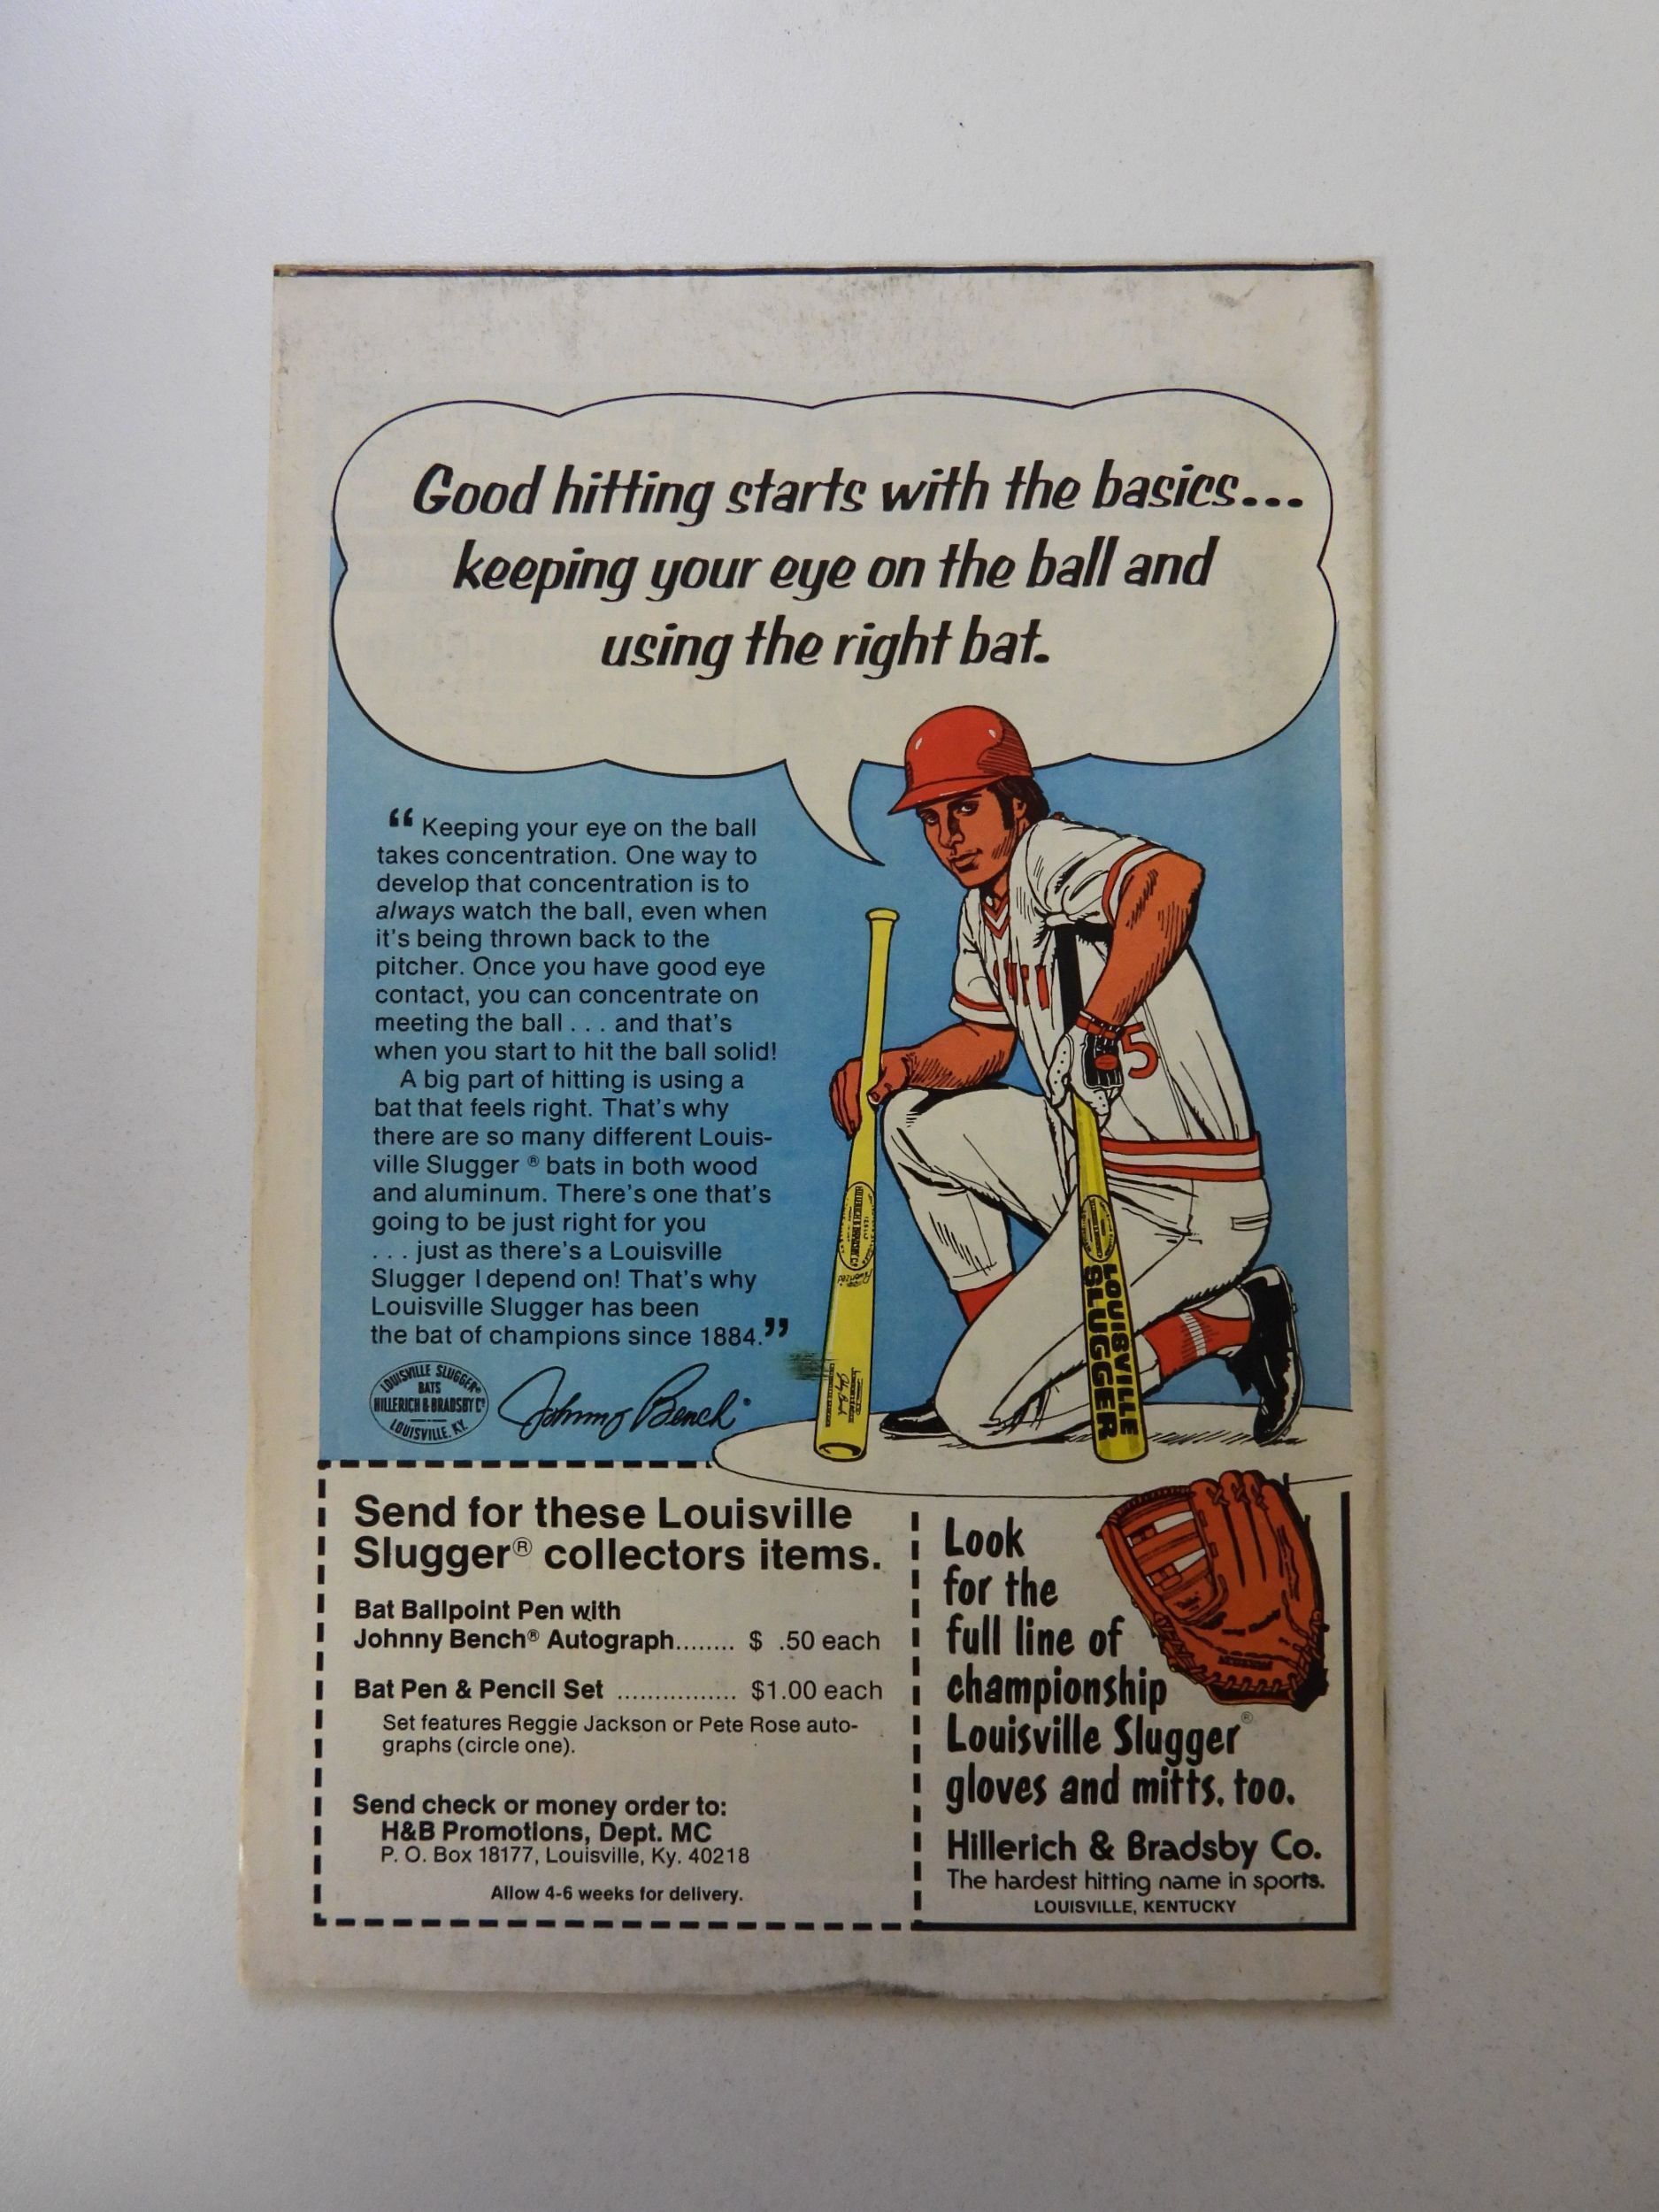 Good hitting starts with the basics...
keeping your eye on the ball and
using the right bat.
“ Keeping your eye on the ball
takes concentration. One way to
develop that concentration is to
always watch the ball, even when
it's being thrown back to the
pitcher. Once you have good eye
contact, you can concentrate on
meeting the ball . . . and that's
when you start to hit the ball solid!
A big part of hitting is using a
bat that feels right. That's why
there are so many different Louis-
ville Slugger ® bats in both wood
and aluminum. There's one that's
going to be just right for you
. . . just as there's a Louisville
Slugger I depend on! That's why
Louisville Slugger has been
the bat of champions since 1884.”
LOUISVILLE SLUGGER®
BATS
HILLERICH & BRADSBY Co
LOUISVILLE, KY.
Johnny Bench
5
HILLERICH & BRADSBY Co
LOUISVILLE
SLUGGER
Send for these Louisville
Slugger® collectors items.
Bat Ballpoint Pen with
Johnny Bench® Autograph........ $ .50 each
Bat Pen & Pencil Set ................ $1.00 each
Set features Reggie Jackson or Pete Rose auto-
graphs (circle one).
Send check or money order to:
H&B Promotions, Dept. MC
P. O. Box 18177, Louisville, Ky. 40218
Allow 4-6 weeks for delivery.
Look
for the
full line of
championship
Louisville Slugger®
gloves and mitts, too.
Hillerich & Bradsby Co.
The hardest hitting name in sports.
LOUISVILLE, KENTUCKY